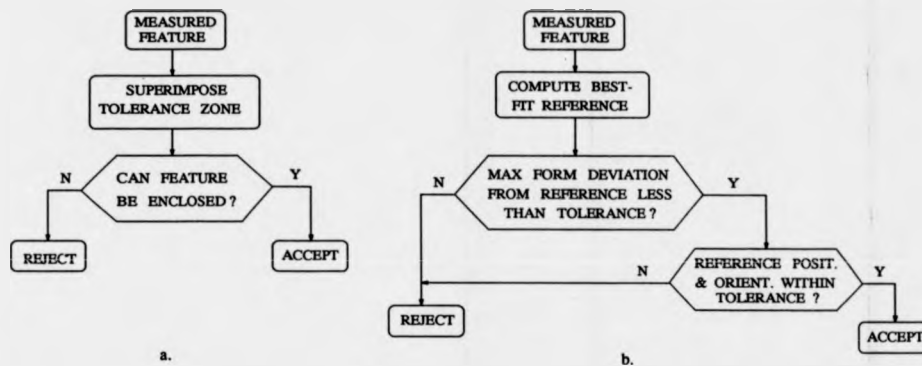 MEASURED
FEATURE
SUPERIMPOSE
TOLERANCE ZONE
CAN FEATURE
BE ENCLOSED ?
N
Y
REJECT
ACCEPT
a.
MEASURED
FEATURE
COMPUTE BEST-
FIT REFERENCE
MAX FORM DEVIATION
FROM REFERENCE LESS
THAN TOLERANCE ?
N
Y
REFERENCE POSIT.
& ORIENT. WITHIN
TOLERANCE ?
N
Y
REJECT
ACCEPT
b.